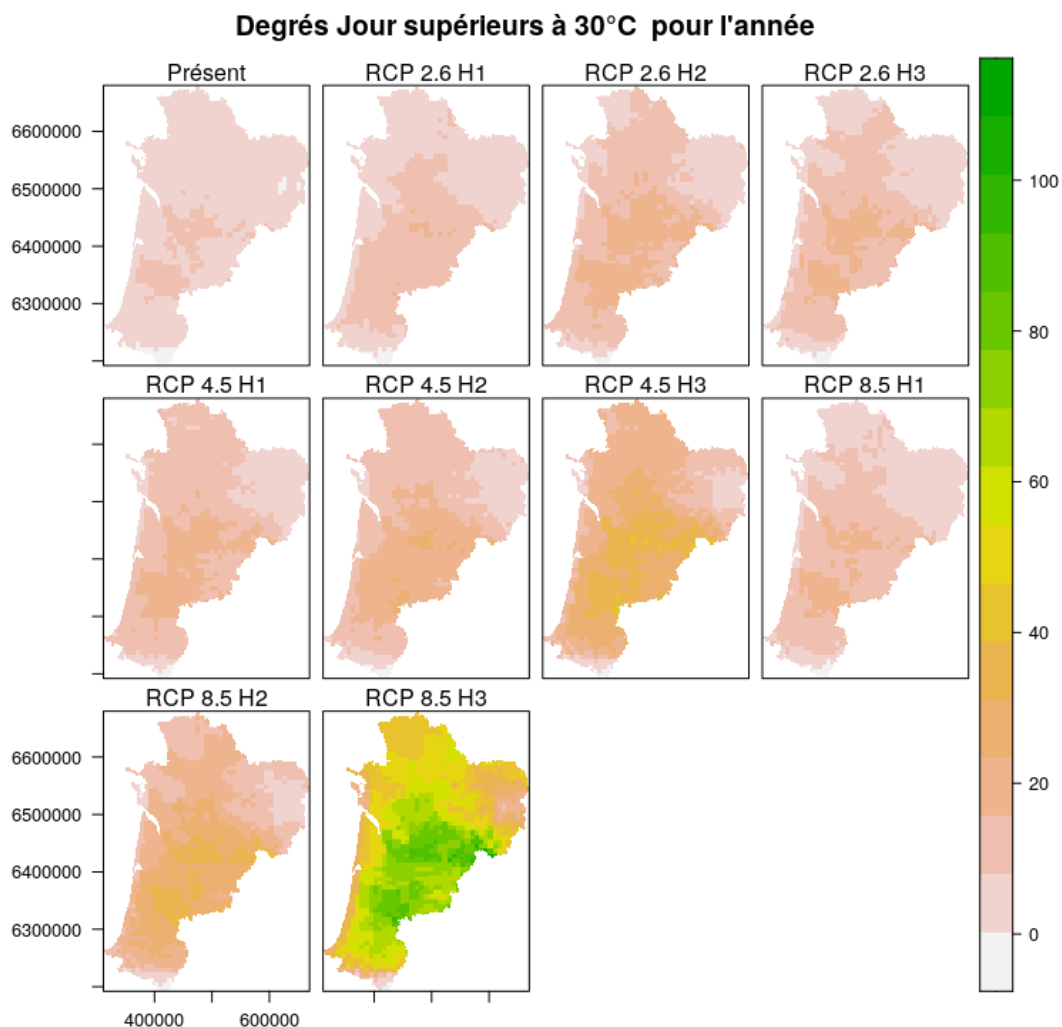 Degrés Jour supérieurs à 30°C pour l'année
Présent
RCP 2.6 H1
RCP 2.6 H2
RCP 2.6 H3
6600000
6500000
6400000
6300000
RCP 4.5 H1
RCP 4.5 H2
RCP 4.5 H3
RCP 8.5 H1
RCP 8.5 H2
RCP 8.5 H3
6600000
6500000
6400000
6300000
400000
600000
100
80
60
40
20
0